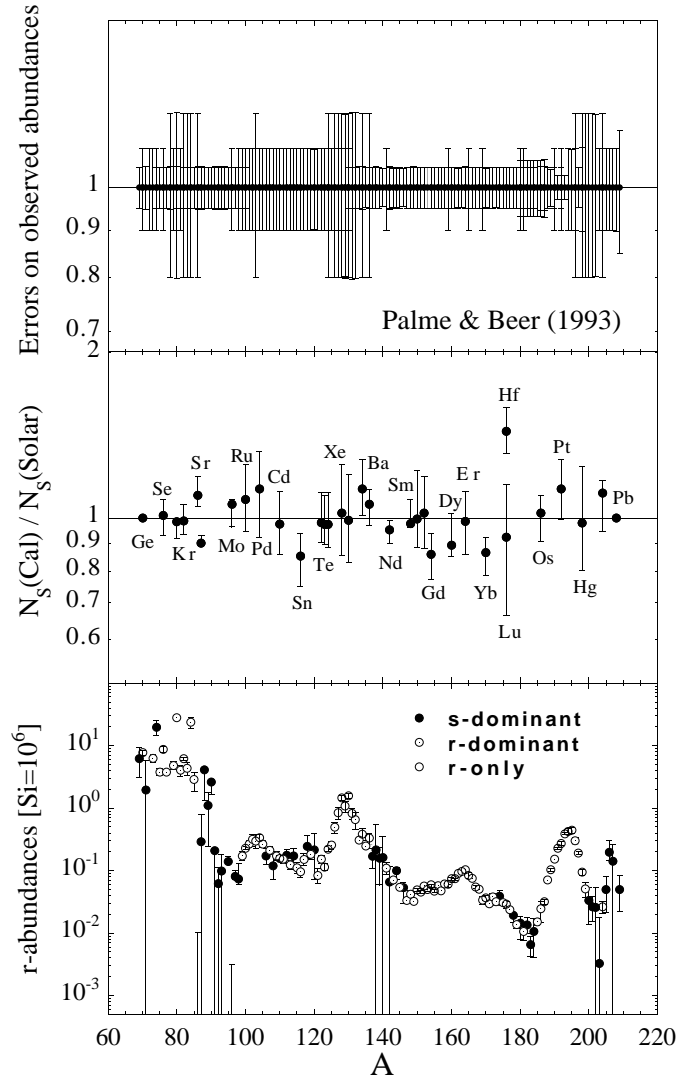 Errors on observed abundances
1
0.9
0.8
0.7
Palme & Beer (1993)
N_S(Cal) / N_S(Solar)
2
1
0.9
0.8
0.7
0.6
Hf
Xe
Ba
Pt
Ru
Er
Sr
Cd
Sm
Se
Dy
Pb
Ge
Kr
Mo
Pd
Te
Nd
Os
Gd
Yb
Hg
Sn
Lu
r-abundances [Si=10^6]
10^1
10^0
10^-1
10^-2
10^-3
s-dominant
r-dominant
r-only
60 80 100 120 140 160 180 200 220
A